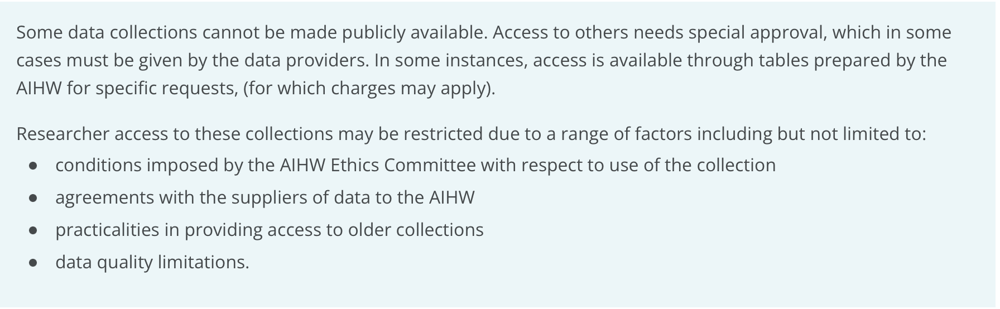 Some data collections cannot be made publicly available. Access to others needs special approval, which in some
cases must be given by the data providers. In some instances, access is available through tables prepared by the
AIHW for specific requests, (for which charges may apply).
Researcher access to these collections may be restricted due to a range of factors including but not limited to:
● conditions imposed by the AIHW Ethics Committee with respect to use of the collection
● agreements with the suppliers of data to the AIHW
● practicalities in providing access to older collections
● data quality limitations.